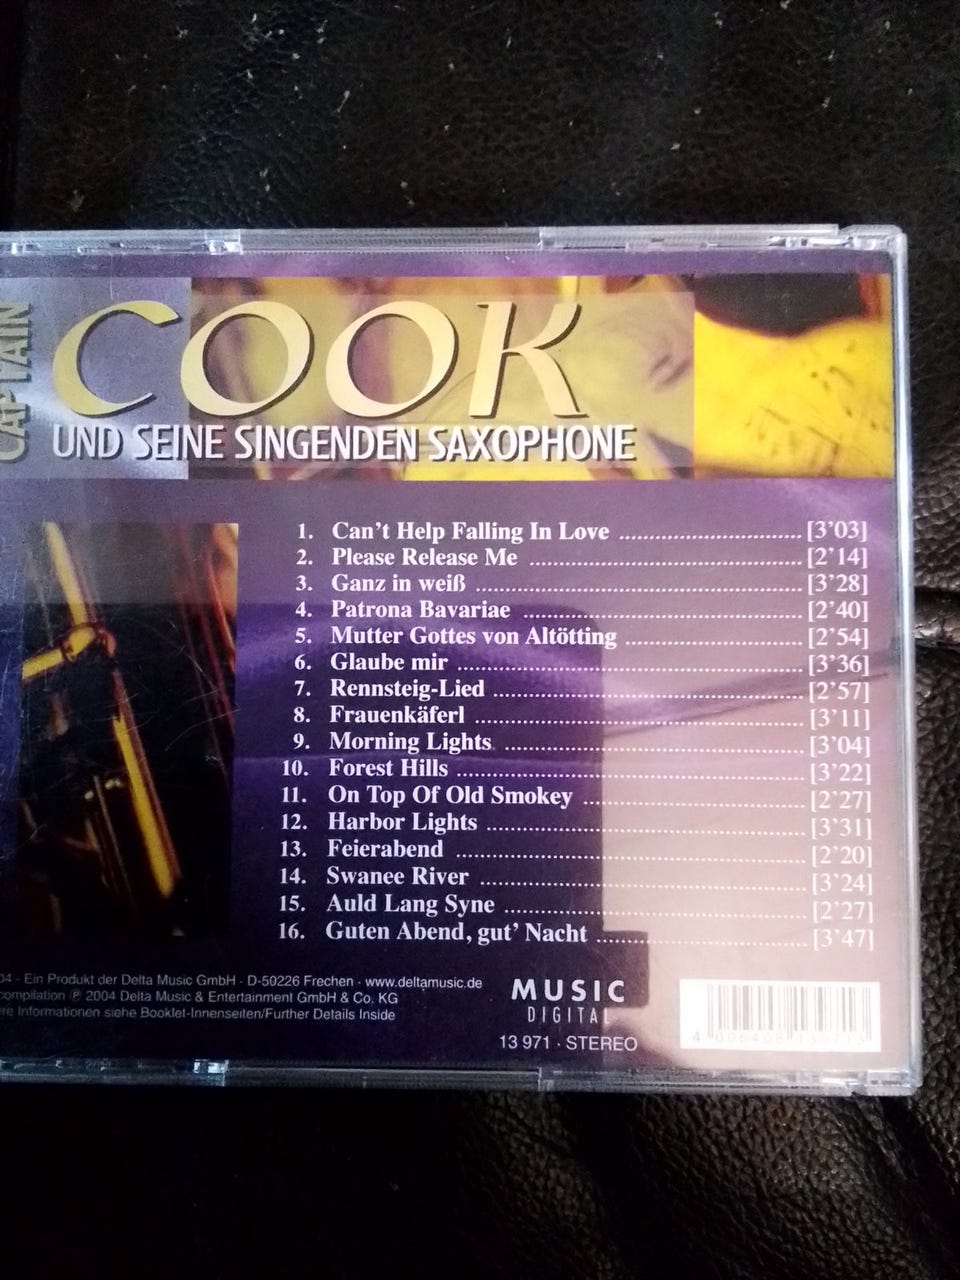 CAPTAIN
COOK
UND SEINE SINGENDEN SAXOPHONE
1. Can't Help Falling In Love ........ [3'03]
2. Please Release Me ........ [2'14]
3. Ganz in weiß ........ [3'28]
4. Patrona Bavariae ........ [2'40]
5. Mutter Gottes von Altötting ........ [2'54]
6. Glaube mir ........ [3'36]
7. Rennsteig-Lied ........ [2'57]
8. Frauenkäferl ........ [3'11]
9. Morning Lights ........ [3'04]
10. Forest Hills ........ [3'22]
11. On Top Of Old Smokey ........ [2'27]
12. Harbor Lights ........ [3'31]
13. Feierabend ........ [2'20]
14. Swanee River ........ [3'24]
15. Auld Lang Syne ........ [2'27]
16. Guten Abend, gut' Nacht ........ [3'47]
04 · Ein Produkt der Delta Music GmbH · D-50226 Frechen · www.deltamusic.de
compilation ℗ 2004 Delta Music & Entertainment GmbH & Co. KG
re Informationen siehe Booklet-Innenseiten/Further Details Inside
MUSIC
DIGITAL
13 971 · STEREO